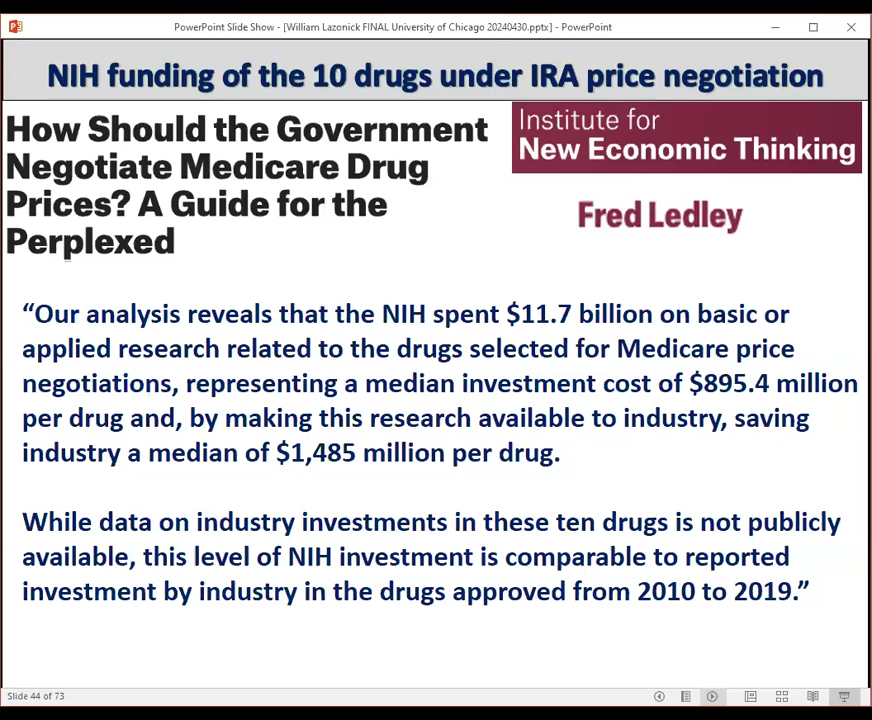 PowerPoint Slide Show - [William Lazonick FINAL University of Chicago 20240430.pptx] - PowerPoint
NIH funding of the 10 drugs under IRA price negotiation
How Should the Government
Negotiate Medicare Drug
Prices? A Guide for the
Perplexed
Institute for
New Economic Thinking
Fred Ledley
“Our analysis reveals that the NIH spent $11.7 billion on basic or
applied research related to the drugs selected for Medicare price
negotiations, representing a median investment cost of $895.4 million
per drug and, by making this research available to industry, saving
industry a median of $1,485 million per drug.
While data on industry investments in these ten drugs is not publicly
available, this level of NIH investment is comparable to reported
investment by industry in the drugs approved from 2010 to 2019.”
Slide 44 of 73